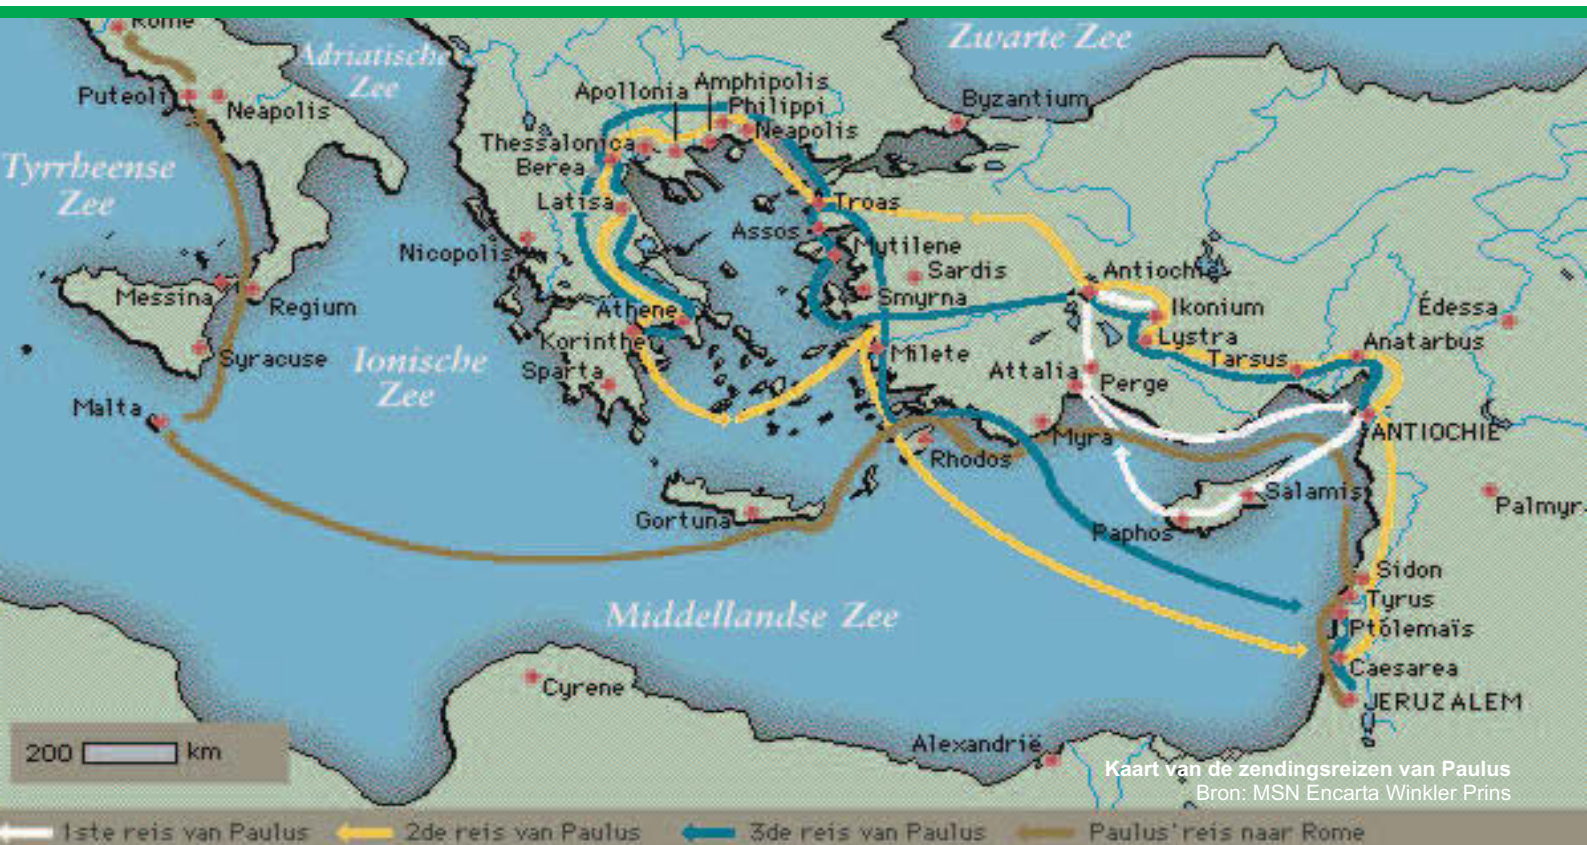 Rome
Adriatische
Zee
Zwarte Zee
Puteoli
Neapolis
Apollonia
Amphipolis
Philippi
Neapolis
Byzantium
Thessalonica
Berea
Tyrrheense
Zee
Latisa
Troas
Assos
Nicopolis
Mytilene
Sardis
Antiochië
Messina
Regium
Smyrna
Ikonium
Édessa
Athene
Korinthe
Lystra
Anatarbus
Syracuse
Ionische
Zee
Sparta
Milete
Tarsus
Attalia
Perge
Malta
Myra
ANTIOCHIË
Rhodos
Salamis
Gortuna
Paphos
Palmyr
Sidon
Tyrus
Middellandse Zee
Ptolemaïs
Caesarea
Cyrene
JERUZALEM
200 km
Alexandrië
Kaart van de zendingsreizen van Paulus
Bron: MSN Encarta Winkler Prins
1ste reis van Paulus
2de reis van Paulus
3de reis van Paulus
Paulus' reis naar Rome